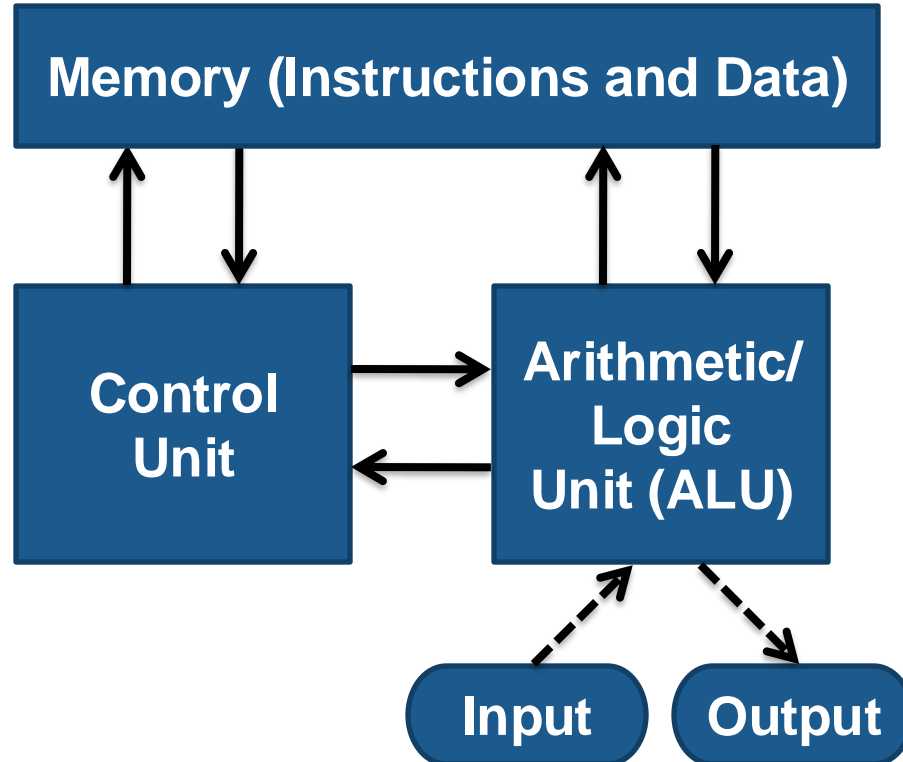 Memory (Instructions and Data)
Control
Unit
Arithmetic/
Logic
Unit (ALU)
Input
Output